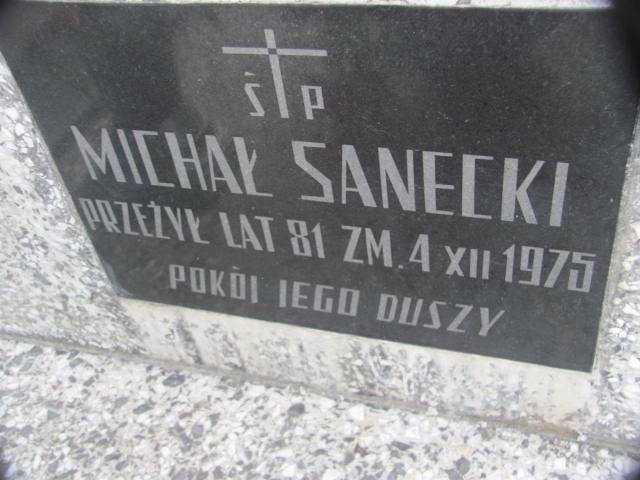 ŚP
MICHAŁ SANECKI
PRZEŻYŁ LAT 81 ZM. 4 XII 1975
POKÓJ JEGO DUSZY